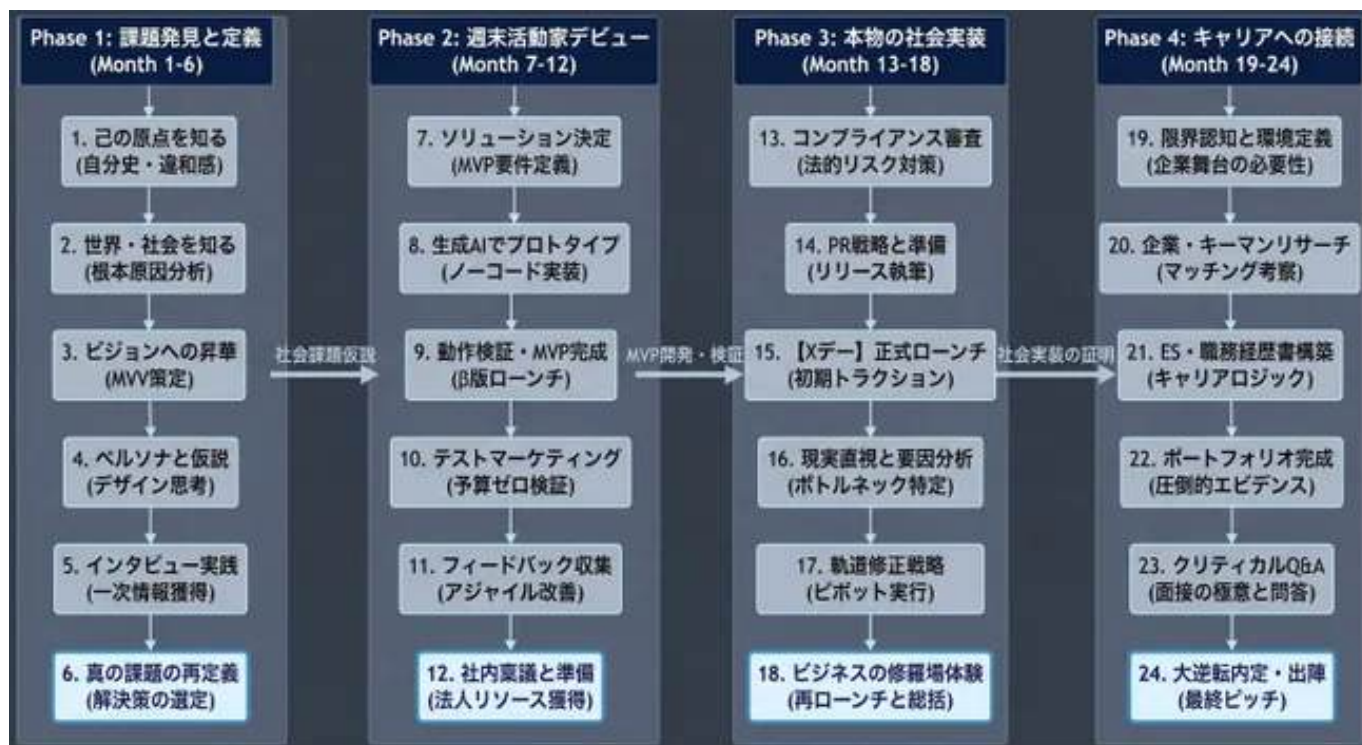 Phase 1: 課題発見と定義
(Month 1-6)
1. 己の原点を知る
(自分史・違和感)
2. 世界・社会を知る
(根本原因分析)
3. ビジョンへの昇華
(MVV策定)
4. ペルソナと仮説
(デザイン思考)
5. インタビュー実践
(一次情報獲得)
6. 真の課題の再定義
(解決策の選定)
社会課題仮説
Phase 2: 週末活動家デビュー
(Month 7-12)
7. ソリューション決定
(MVP要件定義)
8. 生成AIでプロトタイプ
(ノーコード実装)
9. 動作検証・MVP完成
(β版ローンチ)
10. テストマーケティング
(予算ゼロ検証)
11. フィードバック収集
(アジャイル改善)
12. 社内稟議と準備
(法人リソース獲得)
MVP開発・検証
Phase 3: 本物の社会実装
(Month 13-18)
13. コンプライアンス審査
(法的リスク対策)
14. PR戦略と準備
(リリース執筆)
15. 【Xデー】正式ローンチ
(初期トラクション)
16. 現実直視と要因分析
(ボトルネック特定)
17. 軌道修正戦略
(ピボット実行)
18. ビジネスの修羅場体験
(再ローンチと総括)
社会実装の証明
Phase 4: キャリアへの接続
(Month 19-24)
19. 限界認知と環境定義
(企業舞台の必要性)
20. 企業・キーマンリサーチ
(マッチング考察)
21. ES・職務経歴書構築
(キャリアロジック)
22. ポートフォリオ完成
(圧倒的エビデンス)
23. クリティカルQ&A
(面接の極意と問答)
24. 大逆転内定・出陣
(最終ピッチ)